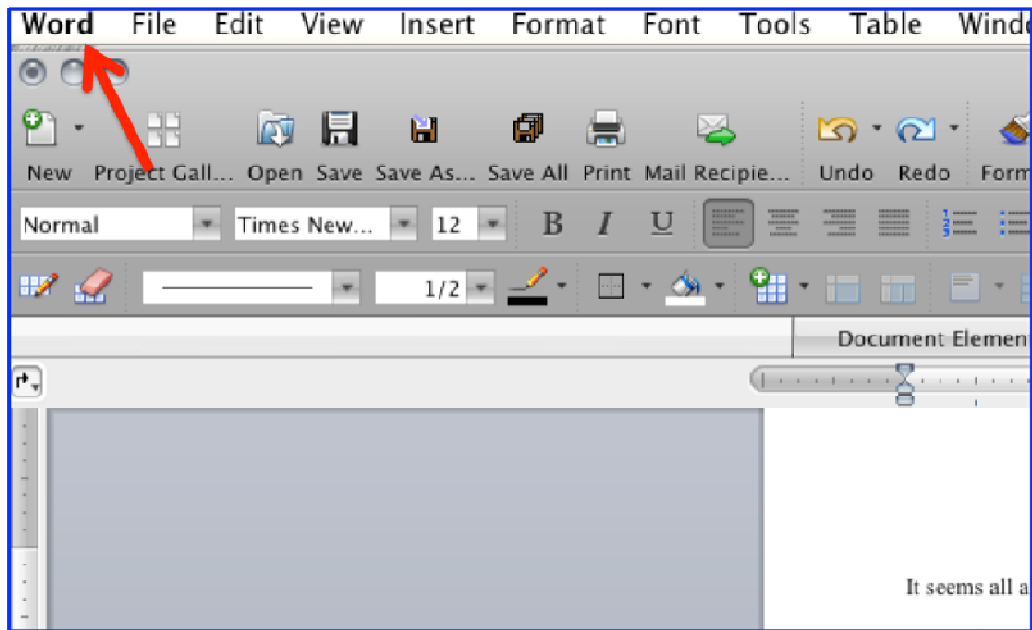 Word File Edit View Insert Format Font Tools Table
New Project Gall... Open Save Save As... Save All Print Mail Recipie... Undo Redo Form
Normal Times New... 12 B I U
1/2
Document Elemen
It seems all a